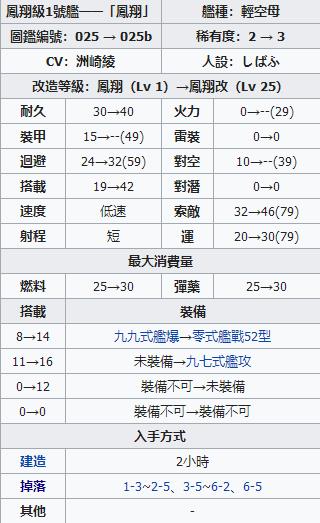 鳳翔級1號艦——「鳳翔」 艦種：輕空母
圖鑑編號：025 → 025b 稀有度：2 → 3
CV：洲崎綾 人設：しばふ
改造等級：鳳翔（Lv 1）→鳳翔改（Lv 25）
耐久 30→40 火力 0→--(29)
裝甲 15→--(49) 雷裝 0→0
迴避 24→32(59) 對空 10→--(39)
搭載 19→42 對潛 0→0
速度 低速 索敵 32→46(79)
射程 短 運 20→30(79)
最大消費量
燃料 25→30 彈藥 25→30
搭載 裝備
8→14 九九式艦爆→零式艦戰52型
11→16 未裝備→九七式艦攻
0→12 裝備不可→未裝備
0→0 裝備不可→裝備不可
入手方式
建造 2小時
掉落 1-3~2-5、3-5~6-2、6-5
其他 -